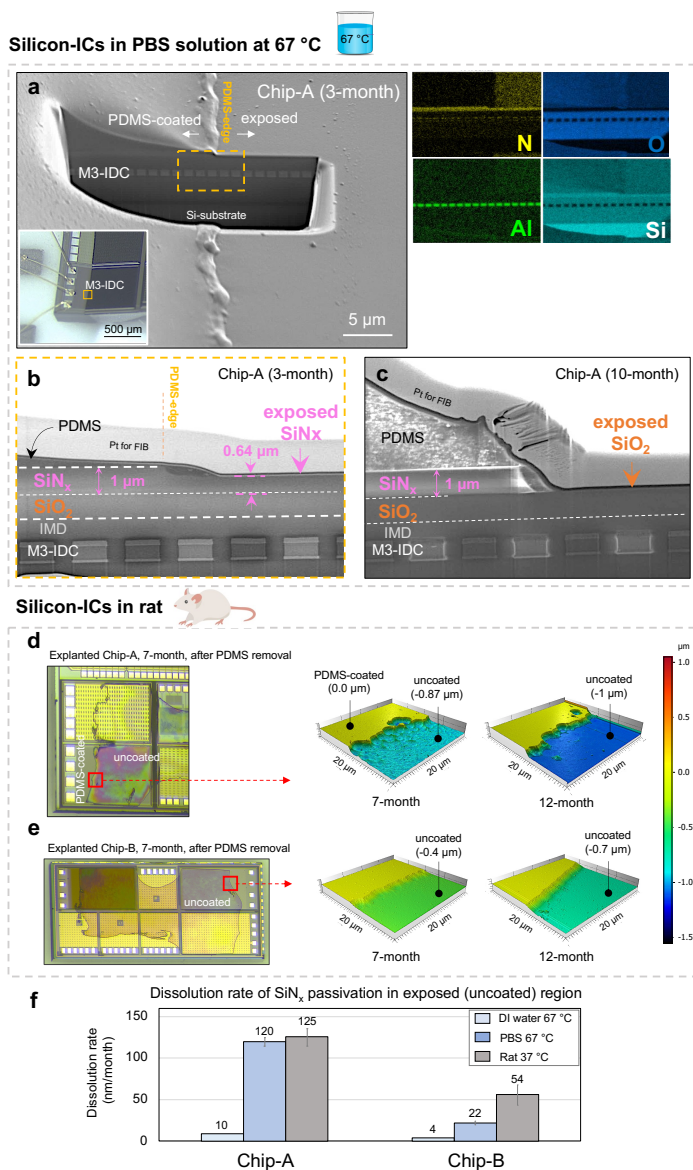 Silicon-ICs in PBS solution at 67 °C
67 °C
a
Chip-A (3-month)
PDMS-coated
PDMS-edge
exposed
M3-IDC
Si-substrate
M3-IDC
500 µm
5 µm
N
O
Al
Si
b
Chip-A (3-month)
PDMS-edge
PDMS
Pt for FIB
exposed
SiNx
0.64 µm
SiNx
1 µm
SiO2
IMD
M3-IDC
c
Chip-A (10-month)
Pt for FIB
PDMS
exposed
SiO2
SiNx
1 µm
SiO2
IMD
M3-IDC
Silicon-ICs in rat
d
Explanted Chip-A, 7-month, after PDMS removal
PDMS-coated
uncoated
PDMS-coated
(0.0 µm)
uncoated
(-0.87 µm)
20 µm
20 µm
7-month
uncoated
(-1 µm)
20 µm
20 µm
12-month
µm
1.0
0.5
0.0
-0.5
-1.0
-1.5
e
Explanted Chip-B, 7-month, after PDMS removal
uncoated
uncoated
(-0.4 µm)
20 µm
20 µm
7-month
uncoated
(-0.7 µm)
20 µm
20 µm
12-month
f
Dissolution rate of SiNx passivation in exposed (uncoated) region
Dissolution rate
(nm/month)
150
100
50
0
10
120
125
4
22
54
DI water 67 °C
PBS 67 °C
Rat 37 °C
Chip-A
Chip-B